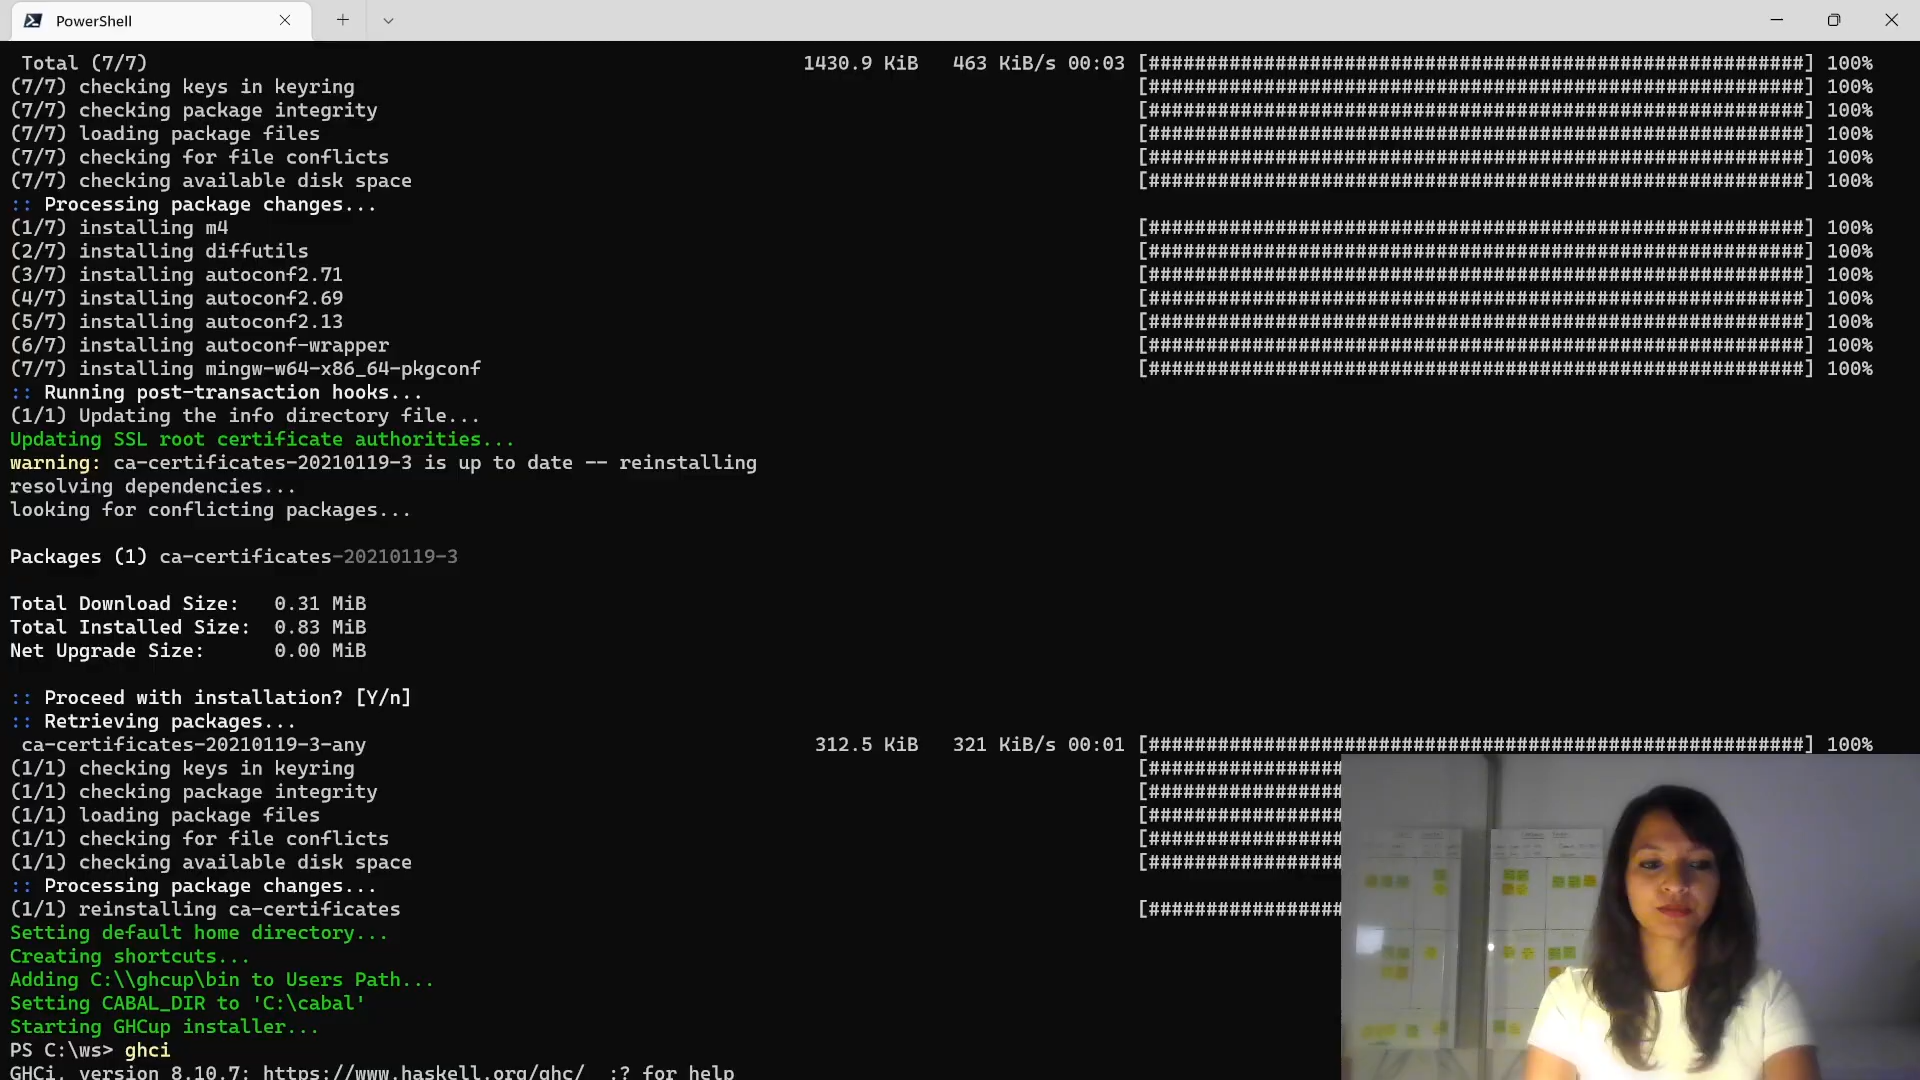 PowerShell
Total (7/7) 1430.9 KiB 463 KiB/s 00:03 [#########################################################] 100%
(7/7) checking keys in keyring [#########################################################] 100%
(7/7) checking package integrity [#########################################################] 100%
(7/7) loading package files [#########################################################] 100%
(7/7) checking for file conflicts [#########################################################] 100%
(7/7) checking available disk space [#########################################################] 100%
:: Processing package changes...
(1/7) installing m4 [#########################################################] 100%
(2/7) installing diffutils [#########################################################] 100%
(3/7) installing autoconf2.71 [#########################################################] 100%
(4/7) installing autoconf2.69 [#########################################################] 100%
(5/7) installing autoconf2.13 [#########################################################] 100%
(6/7) installing autoconf-wrapper [#########################################################] 100%
(7/7) installing mingw-w64-x86_64-pkgconf [#########################################################] 100%
:: Running post-transaction hooks...
(1/1) Updating the info directory file...
Updating SSL root certificate authorities...
warning: ca-certificates-20210119-3 is up to date -- reinstalling
resolving dependencies...
looking for conflicting packages...
Packages (1) ca-certificates-20210119-3
Total Download Size: 0.31 MiB
Total Installed Size: 0.83 MiB
Net Upgrade Size: 0.00 MiB
:: Proceed with installation? [Y/n]
:: Retrieving packages...
ca-certificates-20210119-3-any 312.5 KiB 321 KiB/s 00:01 [#########################################################] 100%
(1/1) checking keys in keyring [#################
(1/1) checking package integrity [#################
(1/1) loading package files [#################
(1/1) checking for file conflicts [#################
(1/1) checking available disk space [#################
:: Processing package changes...
(1/1) reinstalling ca-certificates [#################
Setting default home directory...
Creating shortcuts...
Adding C:\\ghcup\bin to Users Path...
Setting CABAL_DIR to 'C:\cabal'
Starting GHCup installer...
PS C:\ws> ghci
GHCi, version 8.10.7: https://www.haskell.org/ghc/ :? for help